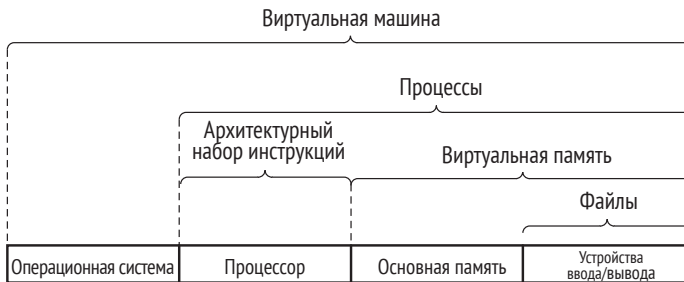 Виртуальная машина
Процессы
Архитектурный
набор инструкций
Виртуальная память
Файлы
Операционная система
Процессор
Основная память
Устройства
ввода/вывода